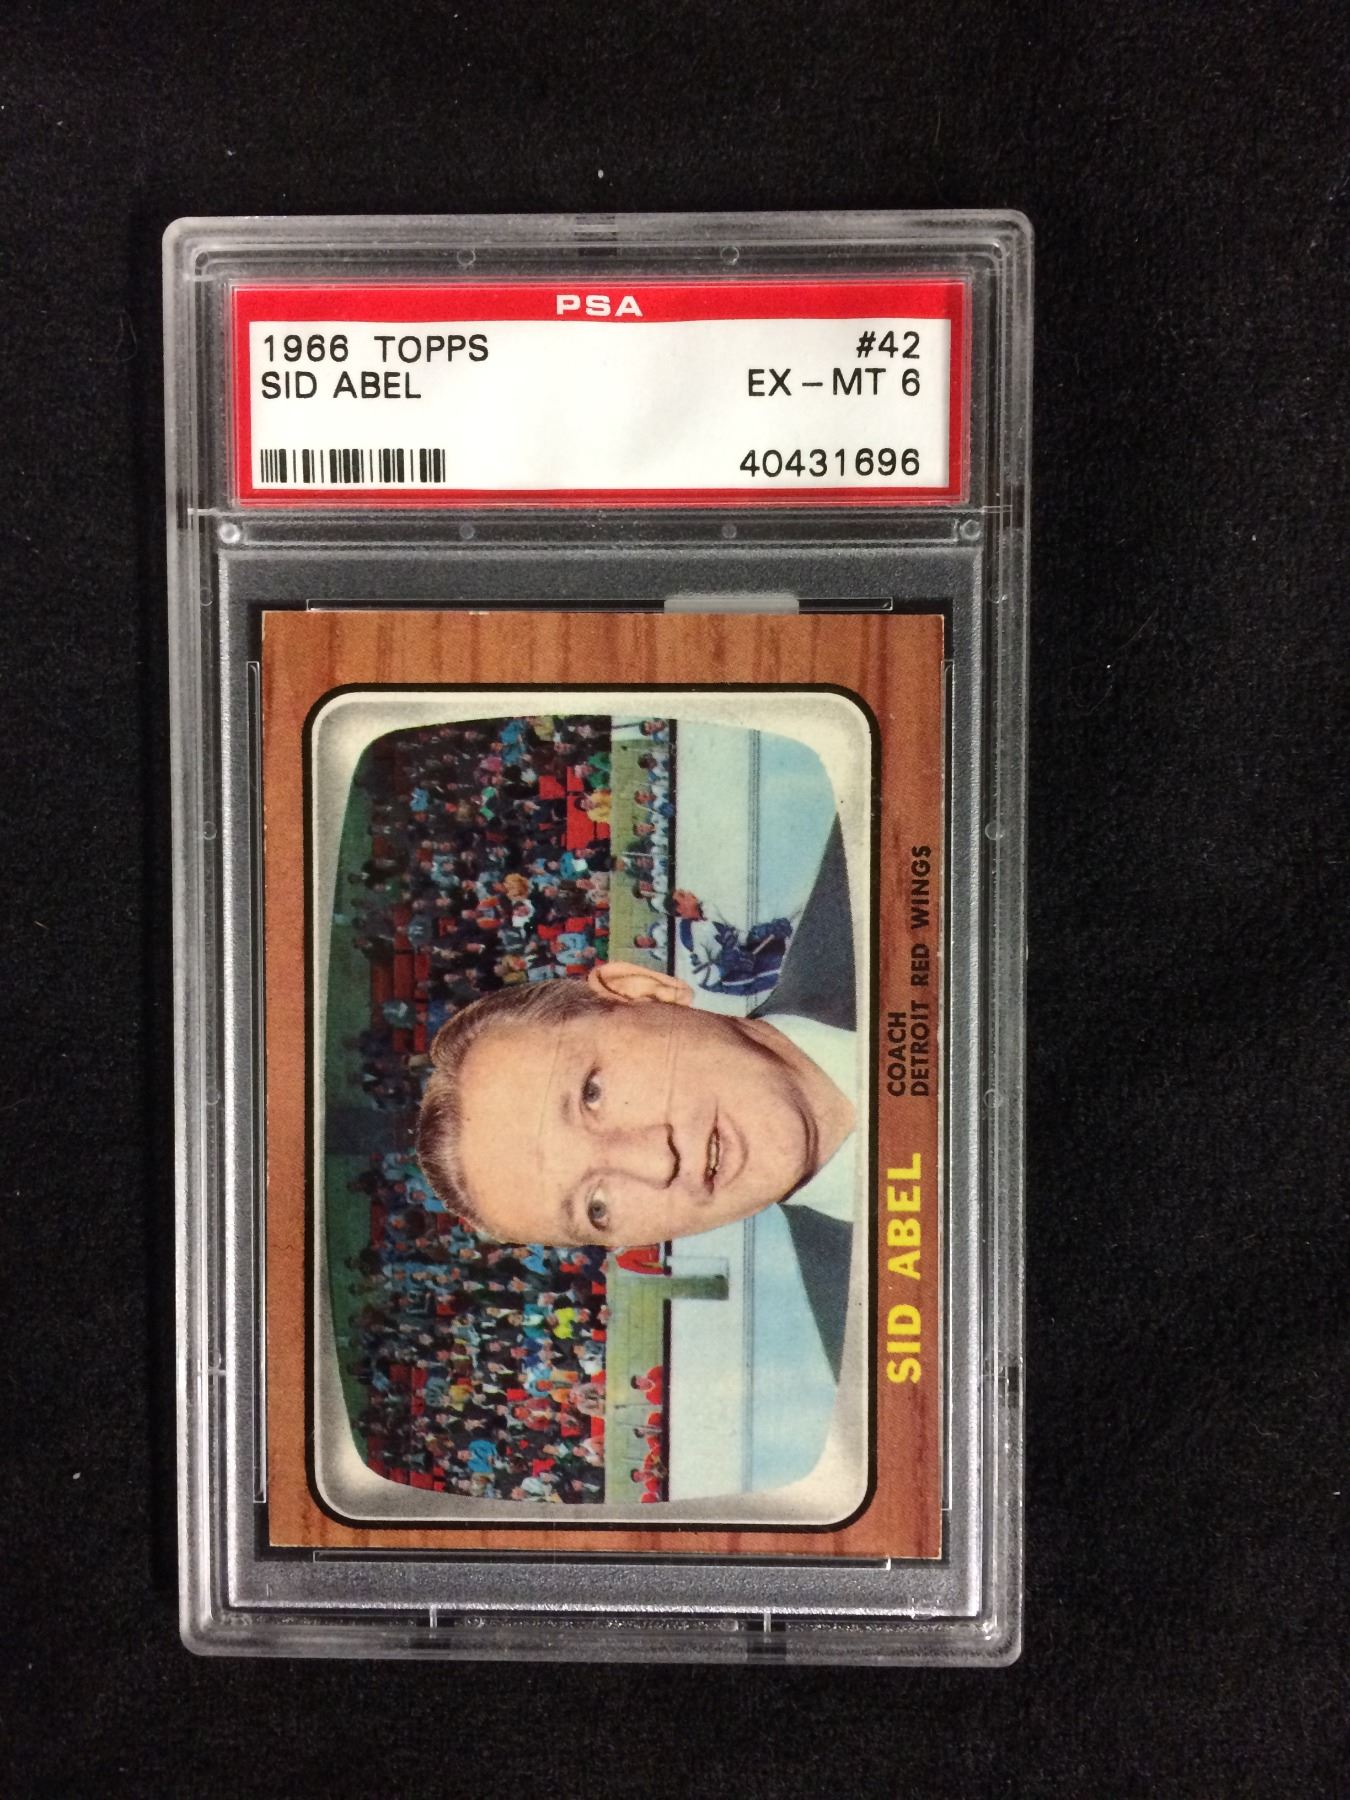 PSA
1966 TOPPS #42
SID ABEL EX-MT 6
40431696
SID ABEL
COACH
DETROIT RED WINGS